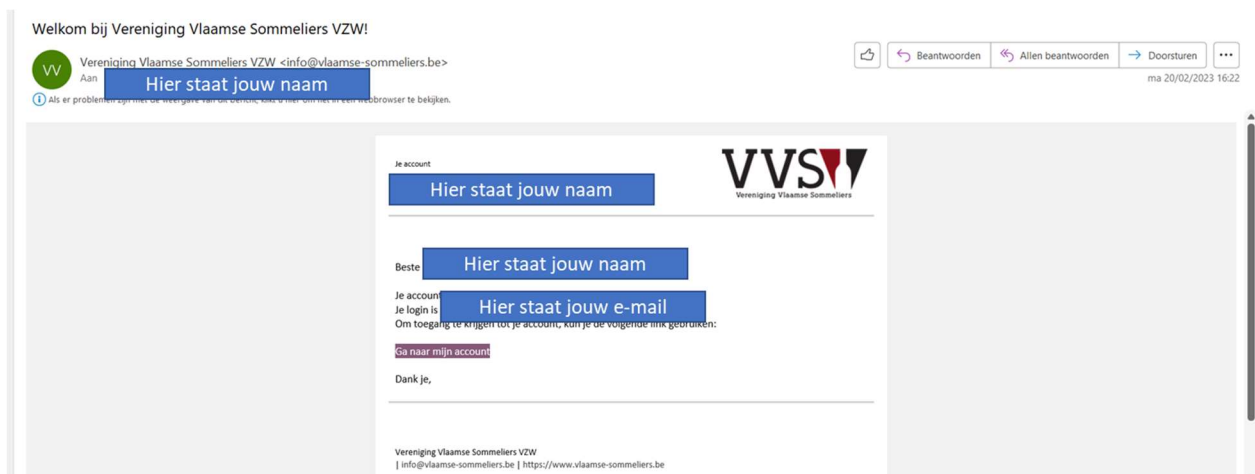 Welkom bij Vereniging Vlaamse Sommeliers VZW!
VV
Vereniging Vlaamse Sommeliers VZW <info@vlaamse-sommeliers.be>
Aan
Hier staat jouw naam
Beantwoorden
Allen beantwoorden
Doorsturen
ma 20/02/2023 16:22
Als er problemen zijn met de weergave van dit bericht, klikt u hier om het in een webbrowser te bekijken.
Je account
Hier staat jouw naam
VVS
Vereniging Vlaamse Sommeliers
Beste
Hier staat jouw naam
Je account
Je login is
Hier staat jouw e-mail
Om toegang te krijgen tot je account, kun je de volgende link gebruiken:
Ga naar mijn account
Dank je,
Vereniging Vlaamse Sommeliers VZW
| info@vlaamse-sommeliers.be | https://www.vlaamse-sommeliers.be